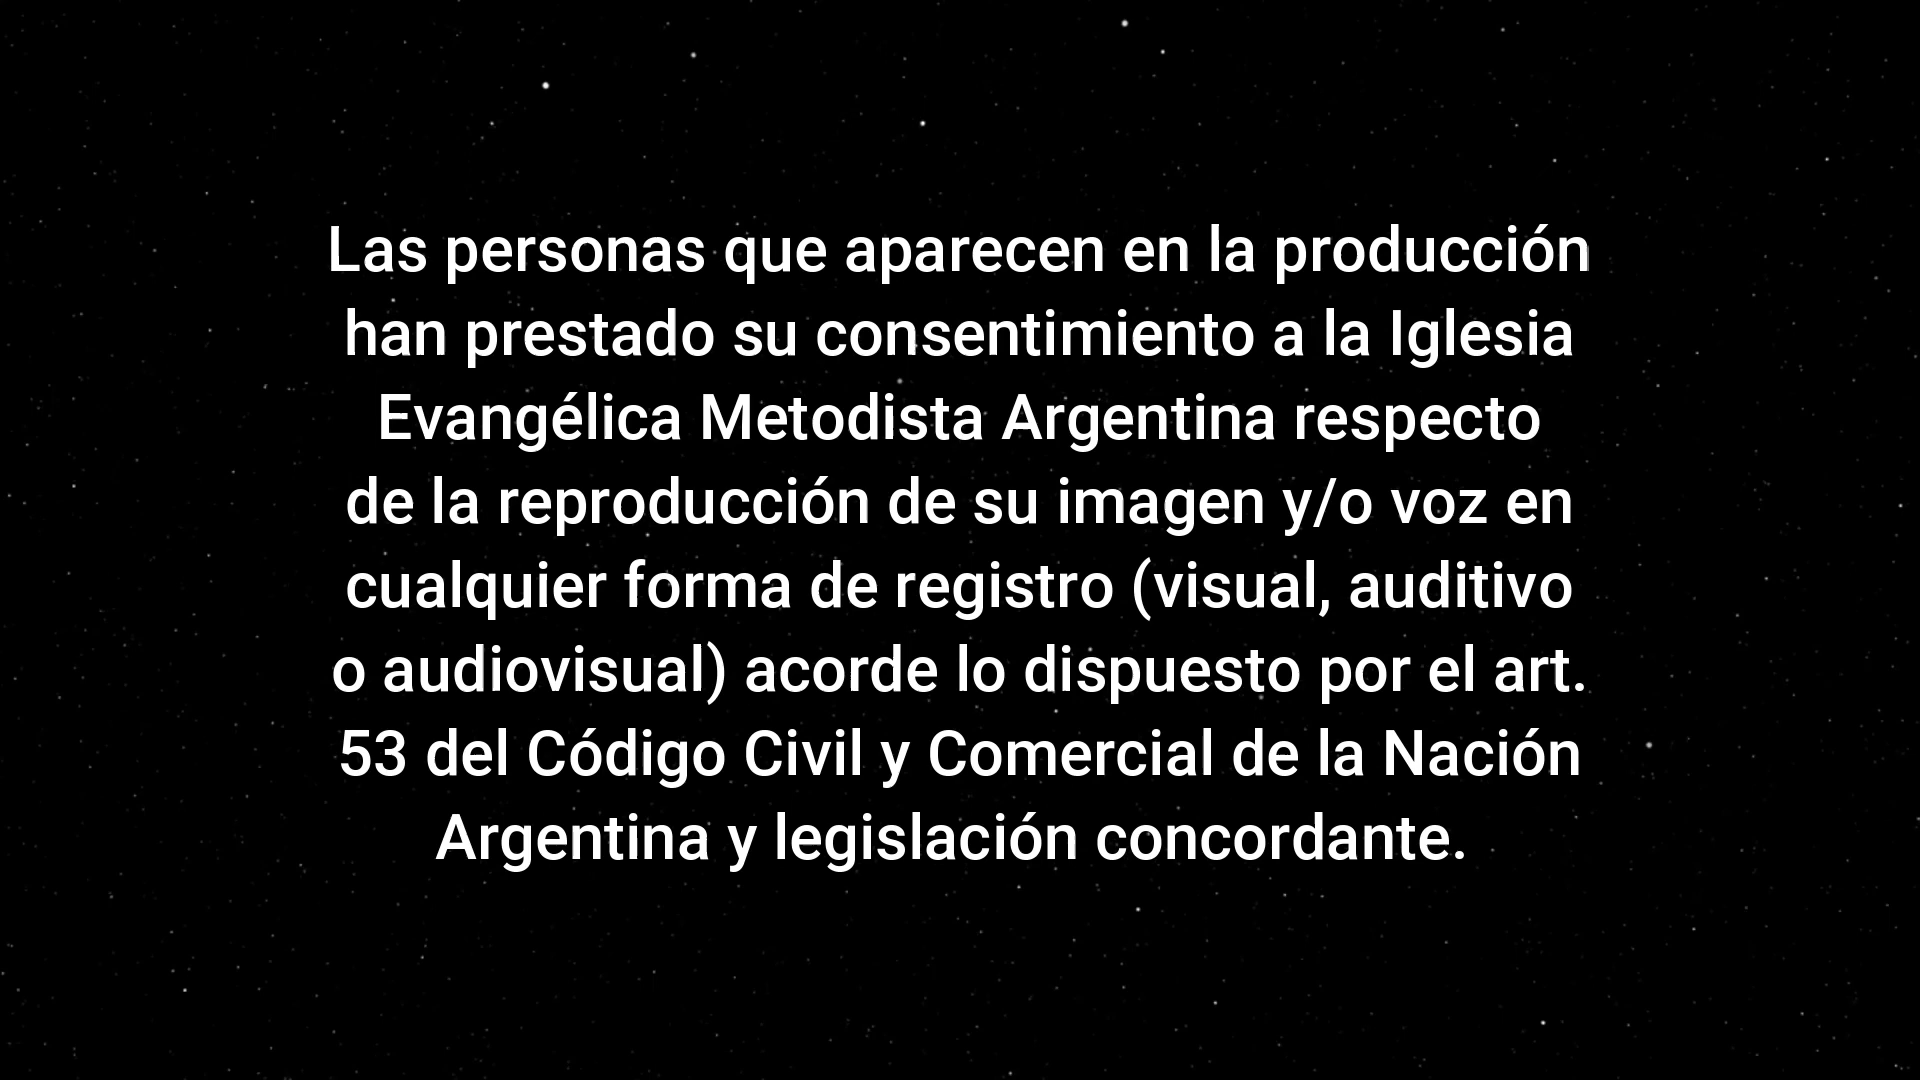 Las personas que aparecen en la producción
han prestado su consentimiento a la Iglesia
Evangélica Metodista Argentina respecto
de la reproducción de su imagen y/o voz en
cualquier forma de registro (visual, auditivo
o audiovisual) acorde lo dispuesto por el art.
53 del Código Civil y Comercial de la Nación
Argentina y legislación concordante.